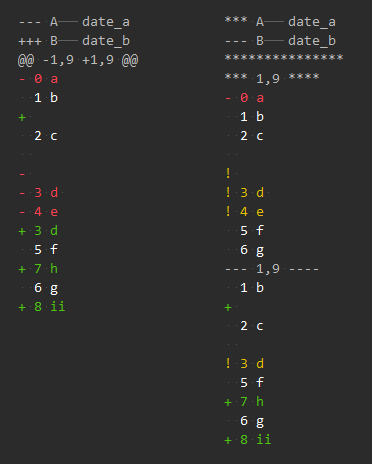 --- A date_a
+++ B date_b
@@ -1,9 +1,9 @@
- 0 a
1 b
+
2 c
-
- 3 d
- 4 e
+ 3 d
5 f
+ 7 h
6 g
+ 8 ii
*** A date_a
--- B date_b
***************
*** 1,9 ****
- 0 a
1 b
2 c
!
! 3 d
! 4 e
5 f
6 g
--- 1,9 ----
1 b
+
2 c
! 3 d
5 f
+ 7 h
6 g
+ 8 ii